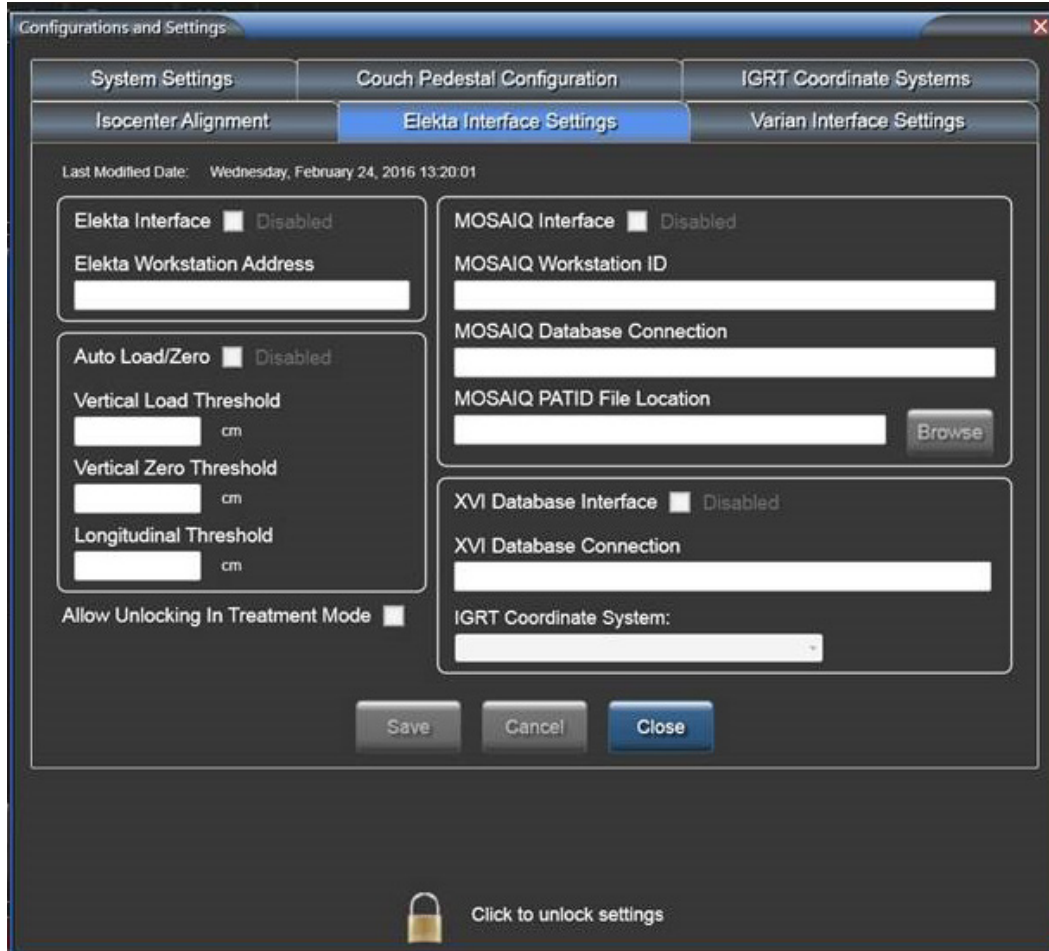 Configurations and Settings
System Settings
Couch Pedestal Configuration
IGRT Coordinate Systems
Isocenter Alignment
Elekta Interface Settings
Varian Interface Settings
Last Modified Date: Wednesday, February 24, 2016 13:20:01
Elekta Interface Disabled
Elekta Workstation Address
Auto Load/Zero Disabled
Vertical Load Threshold
cm
Vertical Zero Threshold
cm
Longitudinal Threshold
cm
Allow Unlocking In Treatment Mode
MOSAIQ Interface Disabled
MOSAIQ Workstation ID
MOSAIQ Database Connection
MOSAIQ PATID File Location
Browse
XVI Database Interface Disabled
XVI Database Connection
IGRT Coordinate System:
Save
Cancel
Close
Click to unlock settings